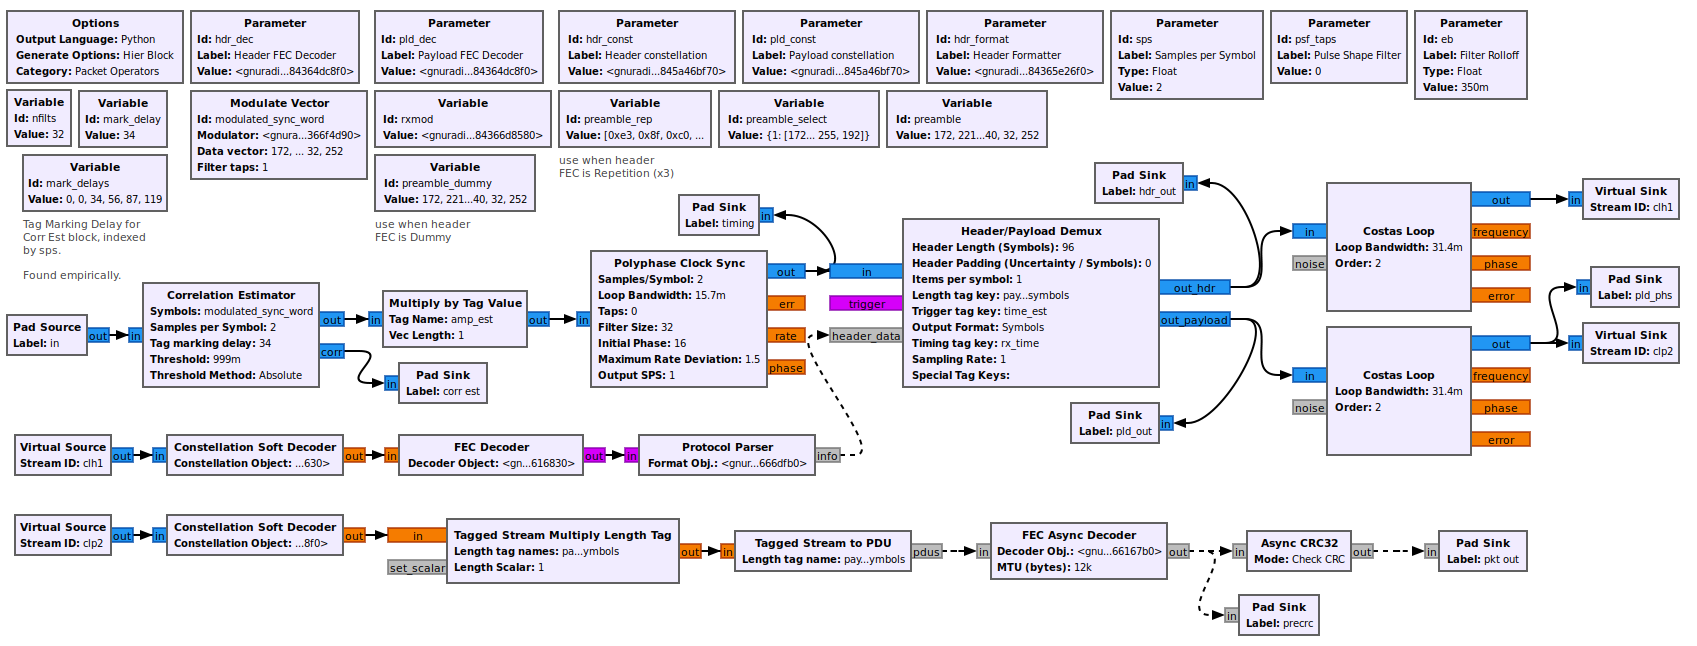 Options
Output Language: Python
Generate Options: Hier Block
Category: Packet Operators
Parameter
Id: hdr_dec
Label: Header FEC Decoder
Value: <gnuradi...84364dc8f0>
Parameter
Id: pld_dec
Label: Payload FEC Decoder
Value: <gnuradi...84364dc8f0>
Parameter
Id: hdr_const
Label: Header constellation
Value: <gnuradi...845a46bf70>
Parameter
Id: pld_const
Label: Payload constellation
Value: <gnuradi...845a46bf70>
Parameter
Id: hdr_format
Label: Header Formatter
Value: <gnuradi...84365e26f0>
Parameter
Id: sps
Label: Samples per Symbol
Type: Float
Value: 2
Parameter
Id: psf_taps
Label: Pulse Shape Filter
Value: 0
Parameter
Id: eb
Label: Filter Rolloff
Type: Float
Value: 350m
Variable
Id: nfilts
Value: 32
Variable
Id: mark_delay
Value: 34
Modulate Vector
Id: modulated_sync_word
Modulator: <gnura...366f4d90>
Data vector: 172, ... 32, 252
Filter taps: 1
Variable
Id: rxmod
Value: <gnuradi...84366d8580>
Variable
Id: preamble_rep
Value: [0xe3, 0x8f, 0xc0, ...
Variable
Id: preamble_select
Value: {1: [172... 255, 192]}
Variable
Id: preamble
Value: 172, 221...40, 32, 252
use when header
FEC is Repetition (x3)
Variable
Id: mark_delays
Value: 0, 0, 34, 56, 87, 119
Variable
Id: preamble_dummy
Value: 172, 221...40, 32, 252
Tag Marking Delay for
Corr Est block, indexed
by sps.
Found empirically.
use when header
FEC is Dummy
Pad Sink
Label: timing
in
Pad Sink
Label: hdr_out
in
Pad Source
Label: in
out
in
Correlation Estimator
Symbols: modulated_sync_word
Samples per Symbol: 2
Tag marking delay: 34
Threshold: 999m
Threshold Method: Absolute
out
corr
in
Multiply by Tag Value
Tag Name: amp_est
Vec Length: 1
out
in
Pad Sink
Label: corr est
in
Polyphase Clock Sync
Samples/Symbol: 2
Loop Bandwidth: 15.7m
Taps: 0
Filter Size: 32
Initial Phase: 16
Maximum Rate Deviation: 1.5
Output SPS: 1
out
err
rate
phase
in
trigger
header_data
Header/Payload Demux
Header Length (Symbols): 96
Header Padding (Uncertainty / Symbols): 0
Items per symbol: 1
Length tag key: pay...symbols
Trigger tag key: time_est
Output Format: Symbols
Timing tag key: rx_time
Sampling Rate: 1
Special Tag Keys:
out_hdr
out_payload
in
noise
Costas Loop
Loop Bandwidth: 31.4m
Order: 2
out
frequency
phase
error
in
Virtual Sink
Stream ID: clh1
in
noise
Costas Loop
Loop Bandwidth: 31.4m
Order: 2
out
frequency
phase
error
in
Pad Sink
Label: pld_phs
in
Virtual Sink
Stream ID: clp2
Pad Sink
Label: pld_out
in
Virtual Source
Stream ID: clh1
out
in
Constellation Soft Decoder
Constellation Object: ...630>
out
in
FEC Decoder
Decoder Object: <gn...616830>
out
in
Protocol Parser
Format Obj.: <gnur...666dfb0>
info
Virtual Source
Stream ID: clp2
out
in
Constellation Soft Decoder
Constellation Object: ...8f0>
out
in
set_scalar
Tagged Stream Multiply Length Tag
Length tag names: pa...ymbols
Length Scalar: 1
out
in
Tagged Stream to PDU
Length tag name: pay...ymbols
pdus
in
FEC Async Decoder
Decoder Obj.: <gnu...66167b0>
MTU (bytes): 12k
out
in
Async CRC32
Mode: Check CRC
out
in
Pad Sink
Label: pkt out
in
Pad Sink
Label: precrc